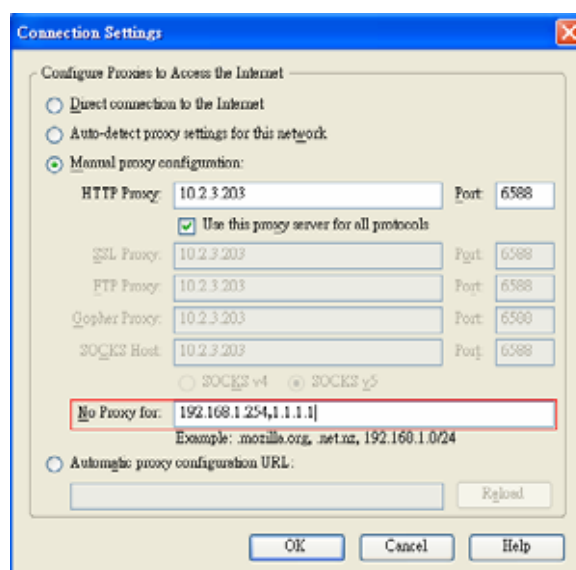 Connection Settings
Configure Proxies to Access the Internet
Direct connection to the Internet
Auto-detect proxy settings for this network
Manual proxy configuration:
HTTP Proxy: 10.2.3.203 Port: 6588
Use this proxy server for all protocols
SSL Proxy: 10.2.3.203 Port: 6588
FTP Proxy: 10.2.3.203 Port: 6588
Gopher Proxy: 10.2.3.203 Port: 6588
SOCKS Host: 10.2.3.203 Port: 6588
SOCKS v4 SOCKS v5
No Proxy for: 192.168.1.254,1.1.1.1
Example: .mozilla.org, .net.nz, 192.168.1.0/24
Automatic proxy configuration URL:
Reload
OK Cancel Help